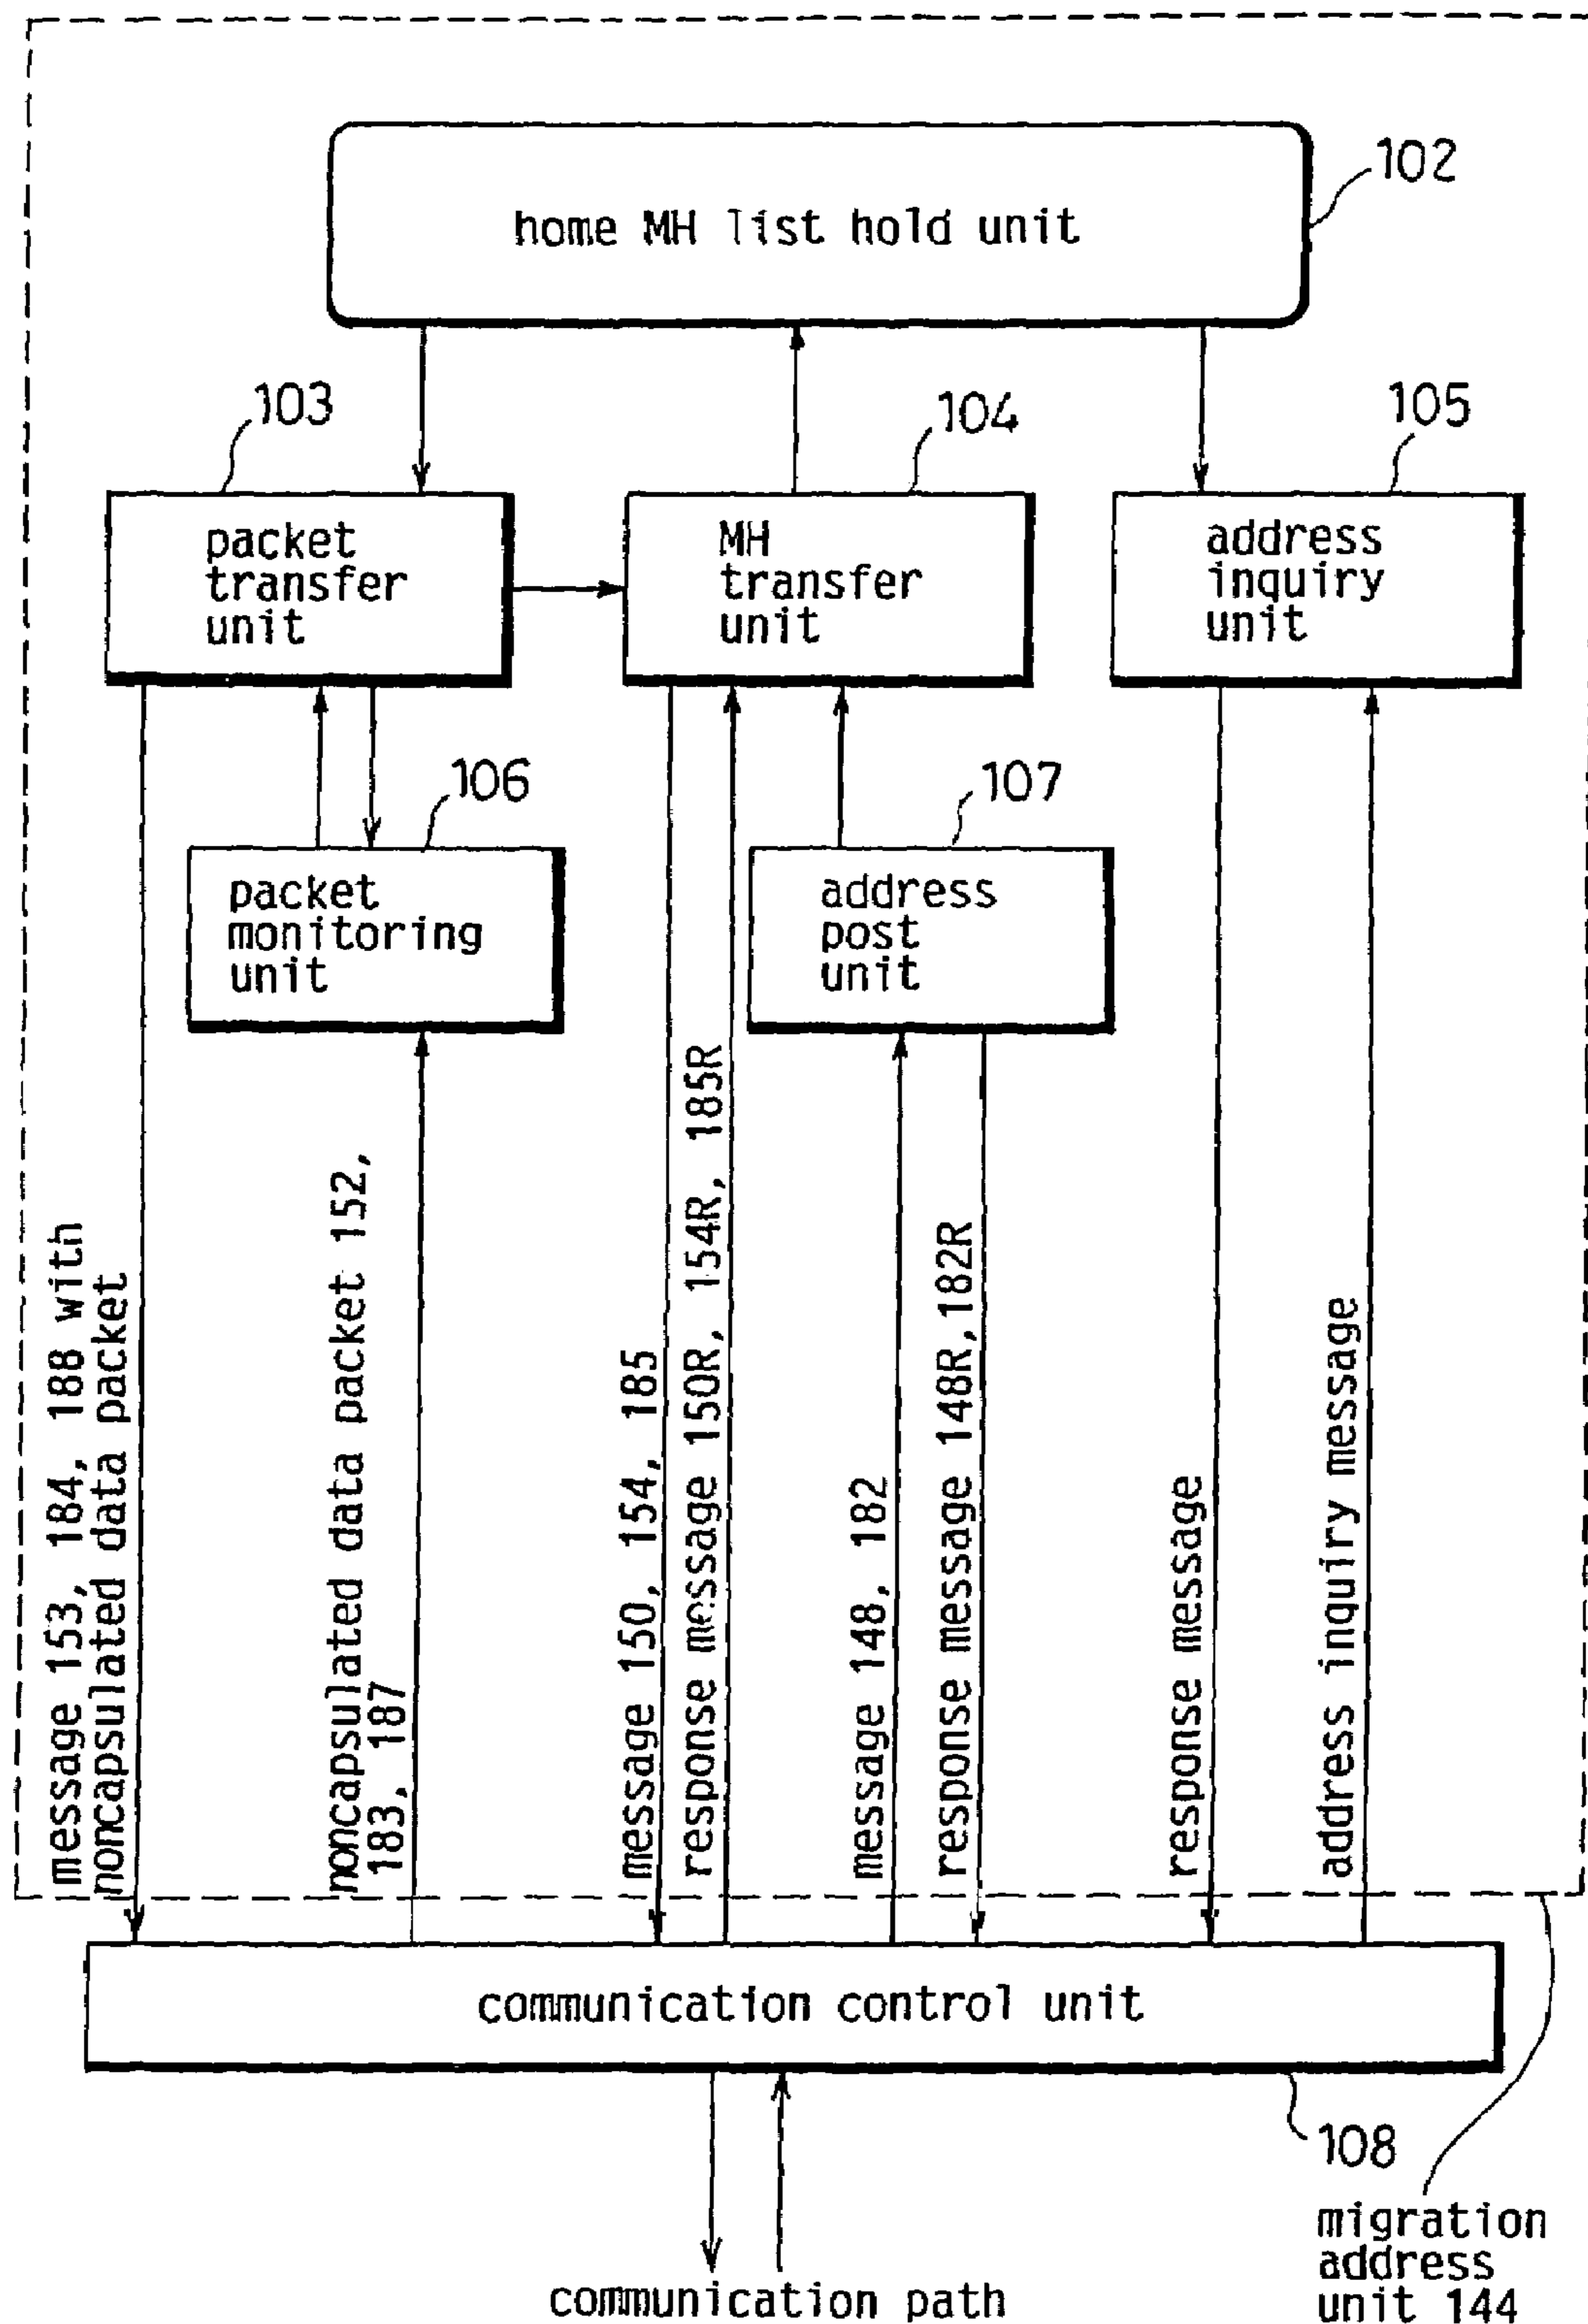 102
home MH list hold unit
103
104
105
packet
transfer
unit
MH
transfer
unit
address
inquiry
unit
106
107
packet
monitoring
unit
address
post
unit
message 153, 184, 188 with
noncapsulated data packet
noncapsulated data packet 152,
183, 187
message 150, 154, 185
response message 150R, 154R, 185R
message 148, 182
response message 148R,182R
response message
address inquiry message
communication control unit
108
migration
address
unit 144
communication path